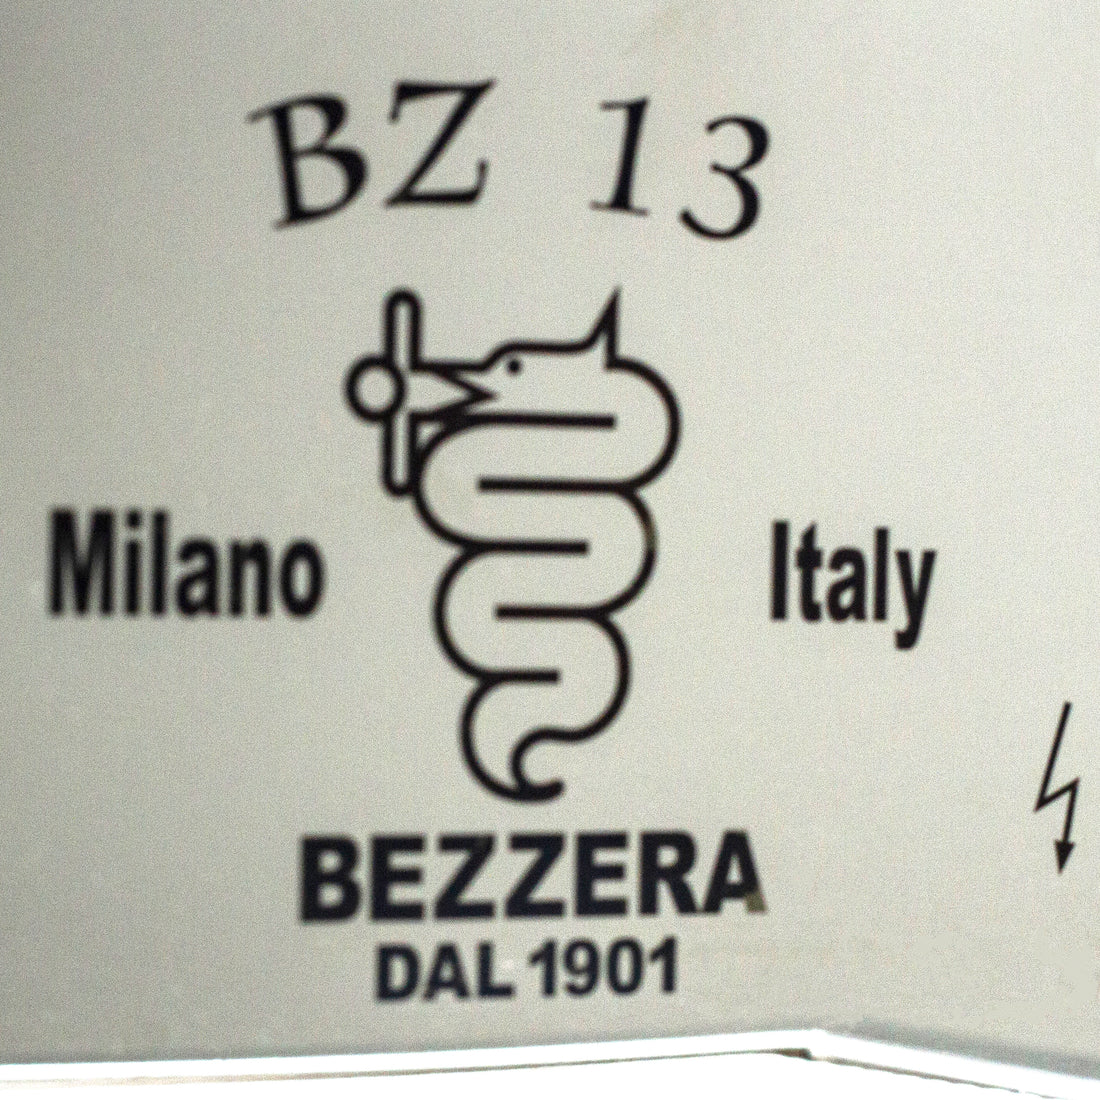 BZ 13
Milano Italy
BEZZERA
DAL 1901